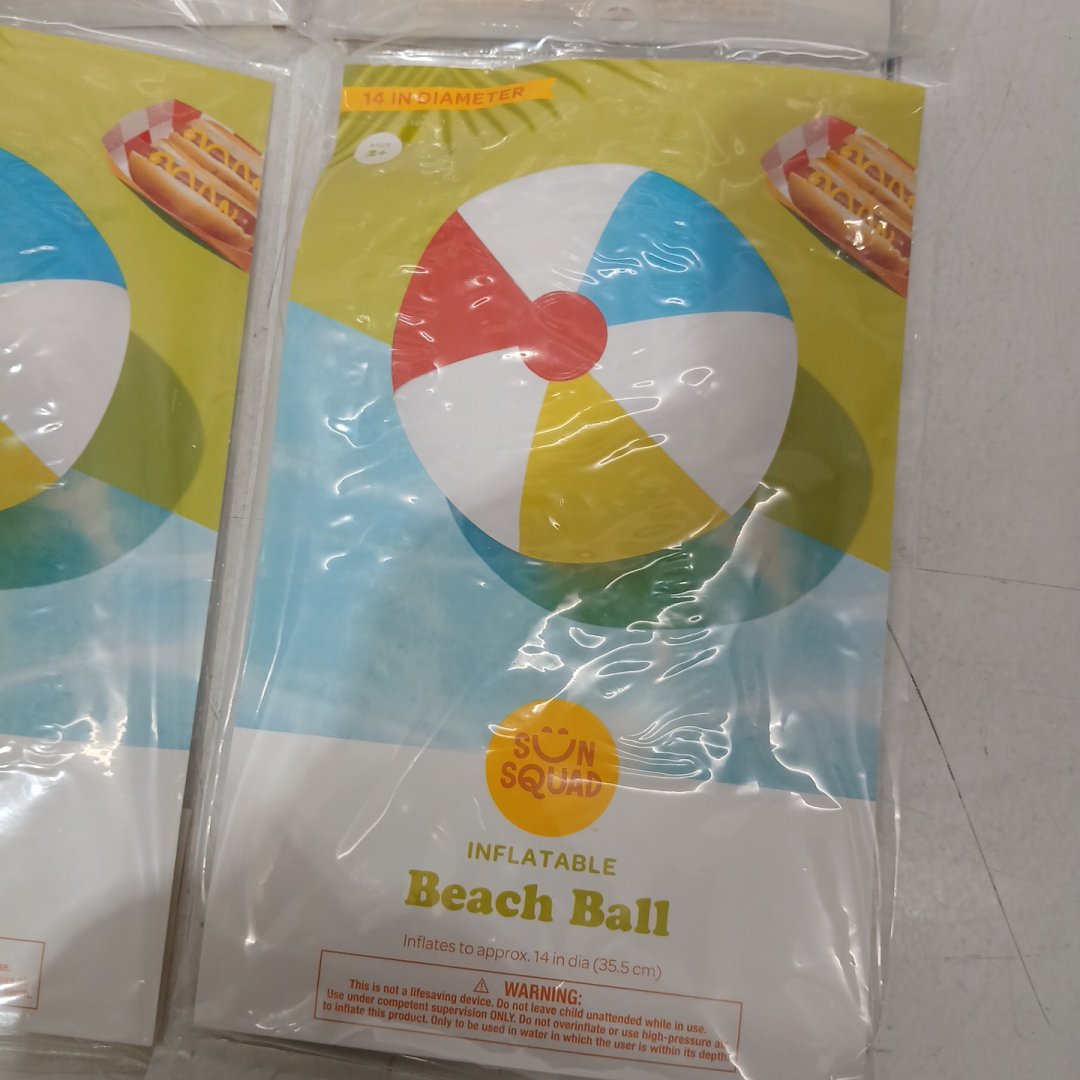 14 IN DIAMETER
AGES
2+
SUN
SQUAD
INFLATABLE
Beach Ball
Inflates to approx. 14 in dia (35.5 cm)
WARNING:
This is not a lifesaving device. Do not leave child unattended while in use.
Use under competent supervision ONLY. Do not overinflate or use high-pressure
to inflate this product. Only to be used in water in which the user is within its depth